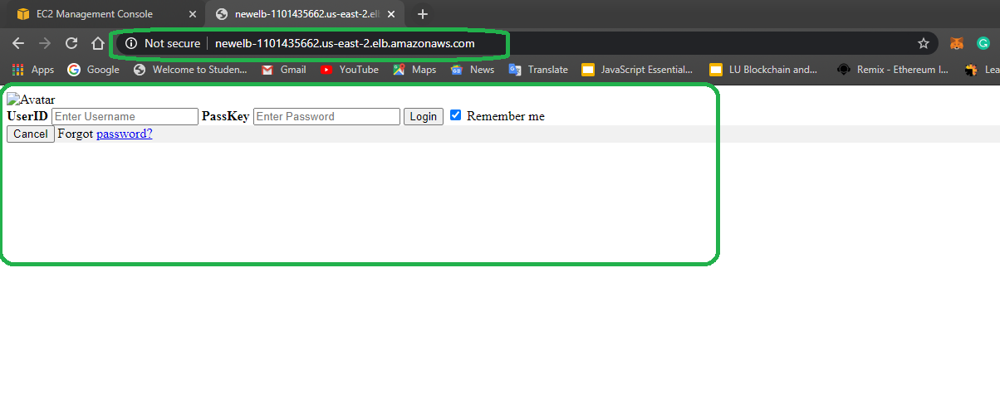 EC2 Management Console
newelb-1101435662.us-east-2.elb
Not secure newelb-1101435662.us-east-2.elb.amazonaws.com
Apps Google Welcome to Studen... Gmail YouTube Maps News Translate JavaScript Essential... LU Blockchain and... Remix - Ethereum I... Lea
Avatar
UserID Enter Username PassKey Enter Password Login Remember me
Cancel Forgot password?